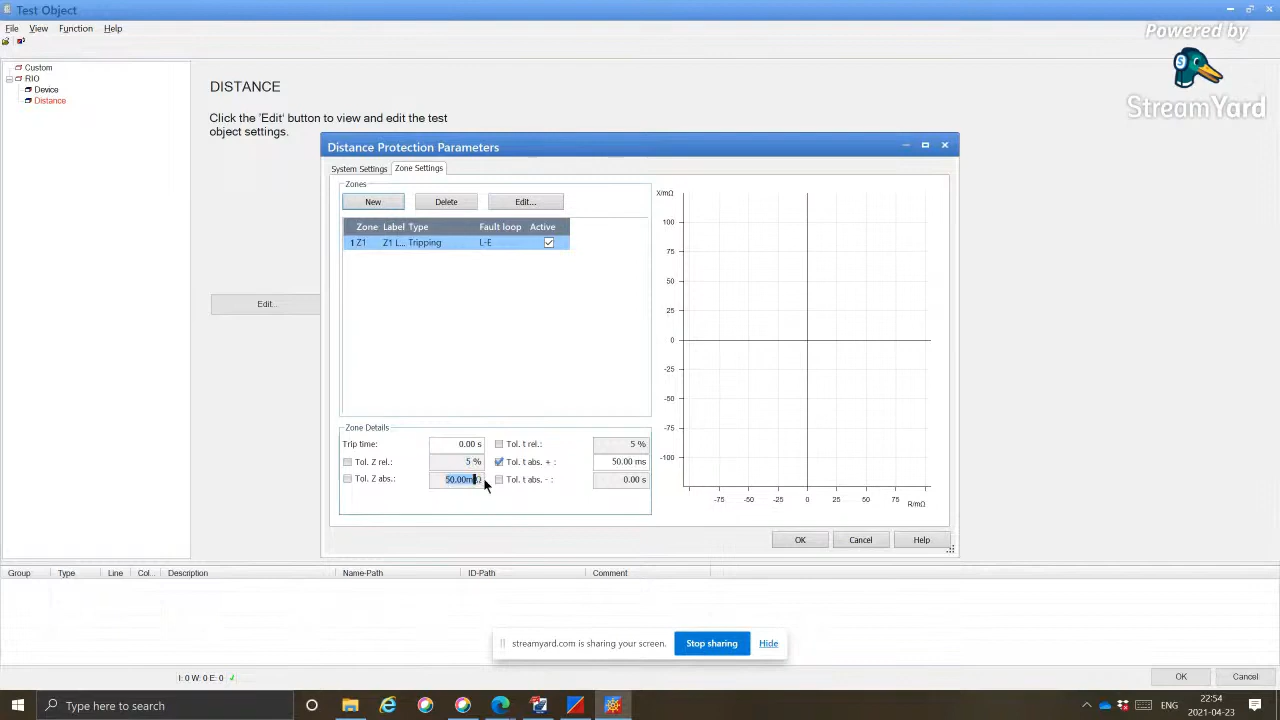 Test Object
File View Function Help
Powered by
StreamYard
Custom
RIO
Device
Distance
DISTANCE
Click the 'Edit' button to view and edit the test
object settings.
Edit...
Distance Protection Parameters
System Settings Zone Settings
Zones
New Delete Edit...
Zone Label Type Fault loop Active
1 Z1 Z1 L... Tripping L-E
X/mΩ
100
75
50
25
0
-25
-50
-75
-100
-75 -50 -25 0 25 50 75
R/mΩ
Zone Details
Trip time: 0.00 s Tol. t rel.: 5 %
Tol. Z rel.: 5 % Tol. t abs. + : 50.00 ms
Tol. Z abs.: 50.00mΩ Tol. t abs. - : 0.00 s
OK Cancel Help
Group Type Line Col... Description Name-Path ID-Path Comment
streamyard.com is sharing your screen. Stop sharing Hide
I: 0 W: 0 E: 0
OK Cancel
Type here to search
ENG
22:54
2021-04-23